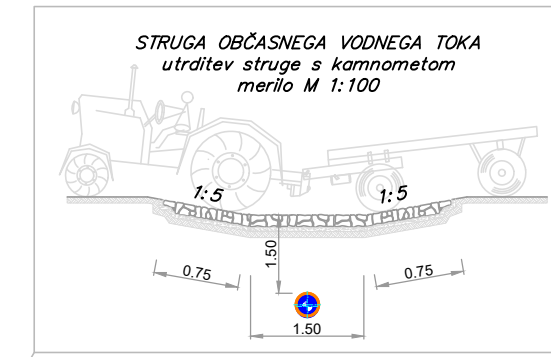 STRUGA OBČASNEGA VODNEGA TOKA
utrditev struge s kamnometom
merilo M 1:100
1:5
1:5
1.50
0.75
0.75
1.50